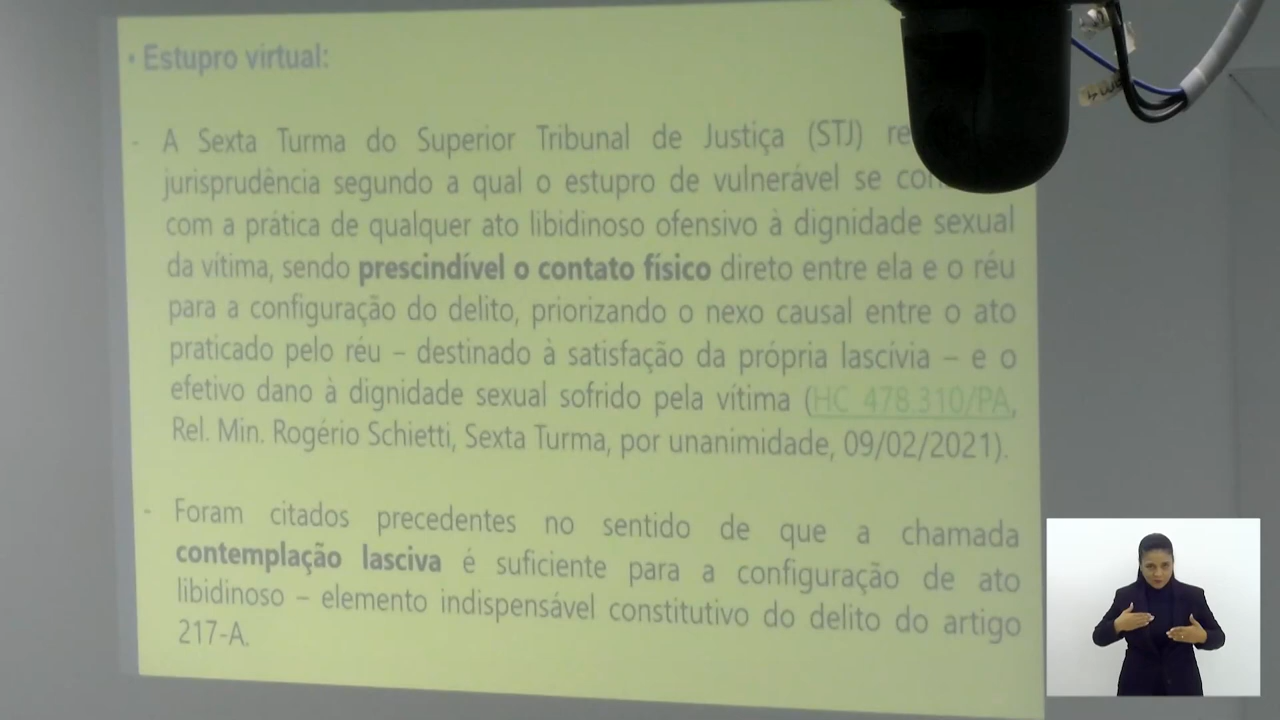 • Estupro virtual:
- A Sexta Turma do Superior Tribunal de Justiça (STJ)
jurisprudência segundo a qual o estupro de vulnerável se
com a prática de qualquer ato libidinoso ofensivo à dignidade sexual
da vítima, sendo prescindível o contato físico direto entre ela e o réu
para a configuração do delito, priorizando o nexo causal entre o ato
praticado pelo réu – destinado à satisfação da própria lascívia – e o
efetivo dano à dignidade sexual sofrido pela vítima (HC 478.310/PA,
Rel. Min. Rogério Schietti, Sexta Turma, por unanimidade, 09/02/2021).
- Foram citados precedentes no sentido de que a chamada
contemplação lasciva é suficiente para a configuração de ato
libidinoso – elemento indispensável constitutivo do delito do artigo
217-A.